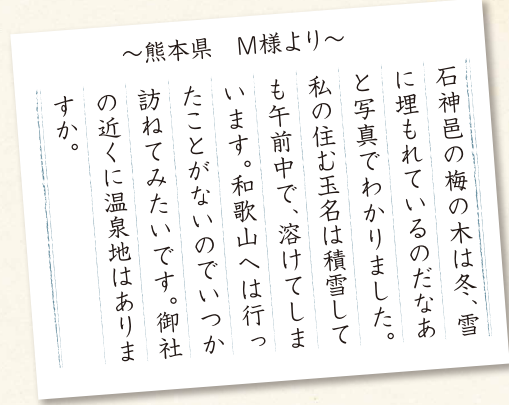 ～熊本県　M様より～
石神邑の梅の木は冬、雪
に埋もれているのだなあ
と写真でわかりました。
私の住む玉名は積雪して
も午前中で、溶けてしま
います。和歌山へは行っ
たことがないのでいつか
訪ねてみたいです。御社
の近くに温泉地はありま
すか。